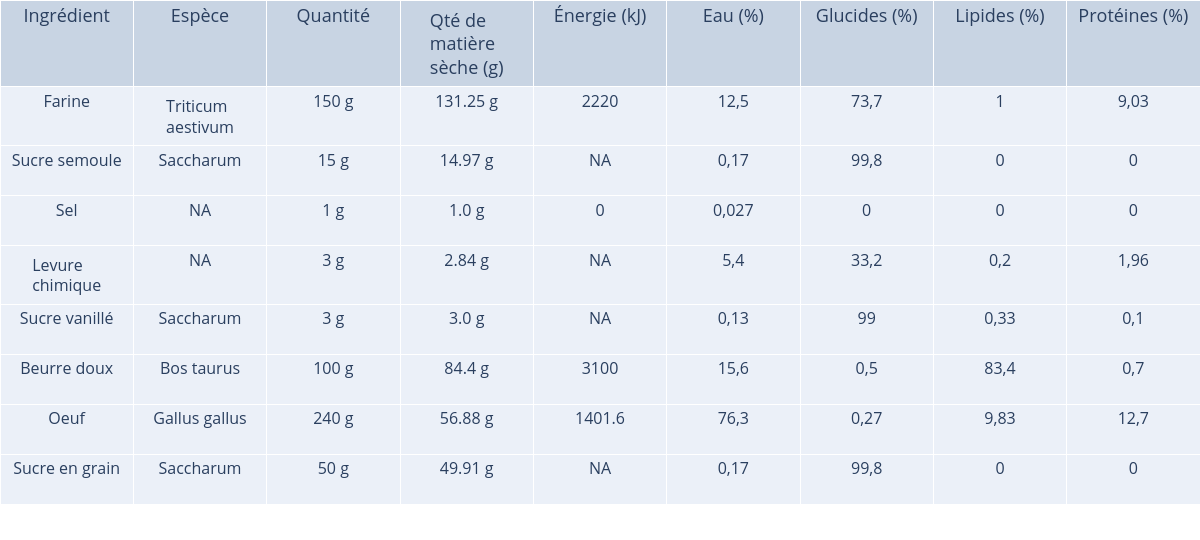 Ingrédient Espèce Quantité Qté de matière sèche (g) Énergie (kJ) Eau (%) Glucides (%) Lipides (%) Protéines (%)
Farine Triticum aestivum 150 g 131.25 g 2220 12,5 73,7 1 9,03
Sucre semoule Saccharum 15 g 14.97 g NA 0,17 99,8 0 0
Sel NA 1 g 1.0 g 0 0,027 0 0 0
Levure chimique NA 3 g 2.84 g NA 5,4 33,2 0,2 1,96
Sucre vanillé Saccharum 3 g 3.0 g NA 0,13 99 0,33 0,1
Beurre doux Bos taurus 100 g 84.4 g 3100 15,6 0,5 83,4 0,7
Oeuf Gallus gallus 240 g 56.88 g 1401.6 76,3 0,27 9,83 12,7
Sucre en grain Saccharum 50 g 49.91 g NA 0,17 99,8 0 0